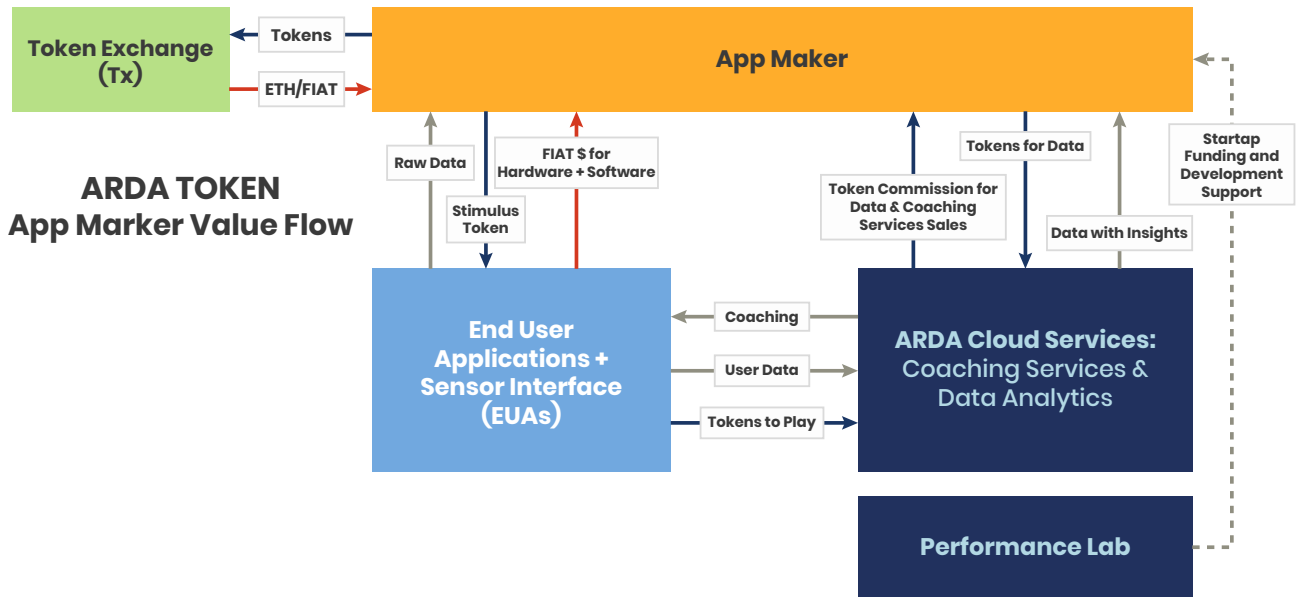 Token Exchange
(Tx)
Tokens
ETH/FIAT
App Maker
ARDA TOKEN
App Marker Value Flow
Raw Data
Stimulus
Token
FIAT $ for
Hardware + Software
Token Commission for
Data & Coaching
Services Sales
Tokens for Data
Data with Insights
Startap
Funding and
Development
Support
End User
Applications +
Sensor Interface
(EUAs)
Coaching
User Data
Tokens to Play
ARDA Cloud Services:
Coaching Services &
Data Analytics
Performance Lab